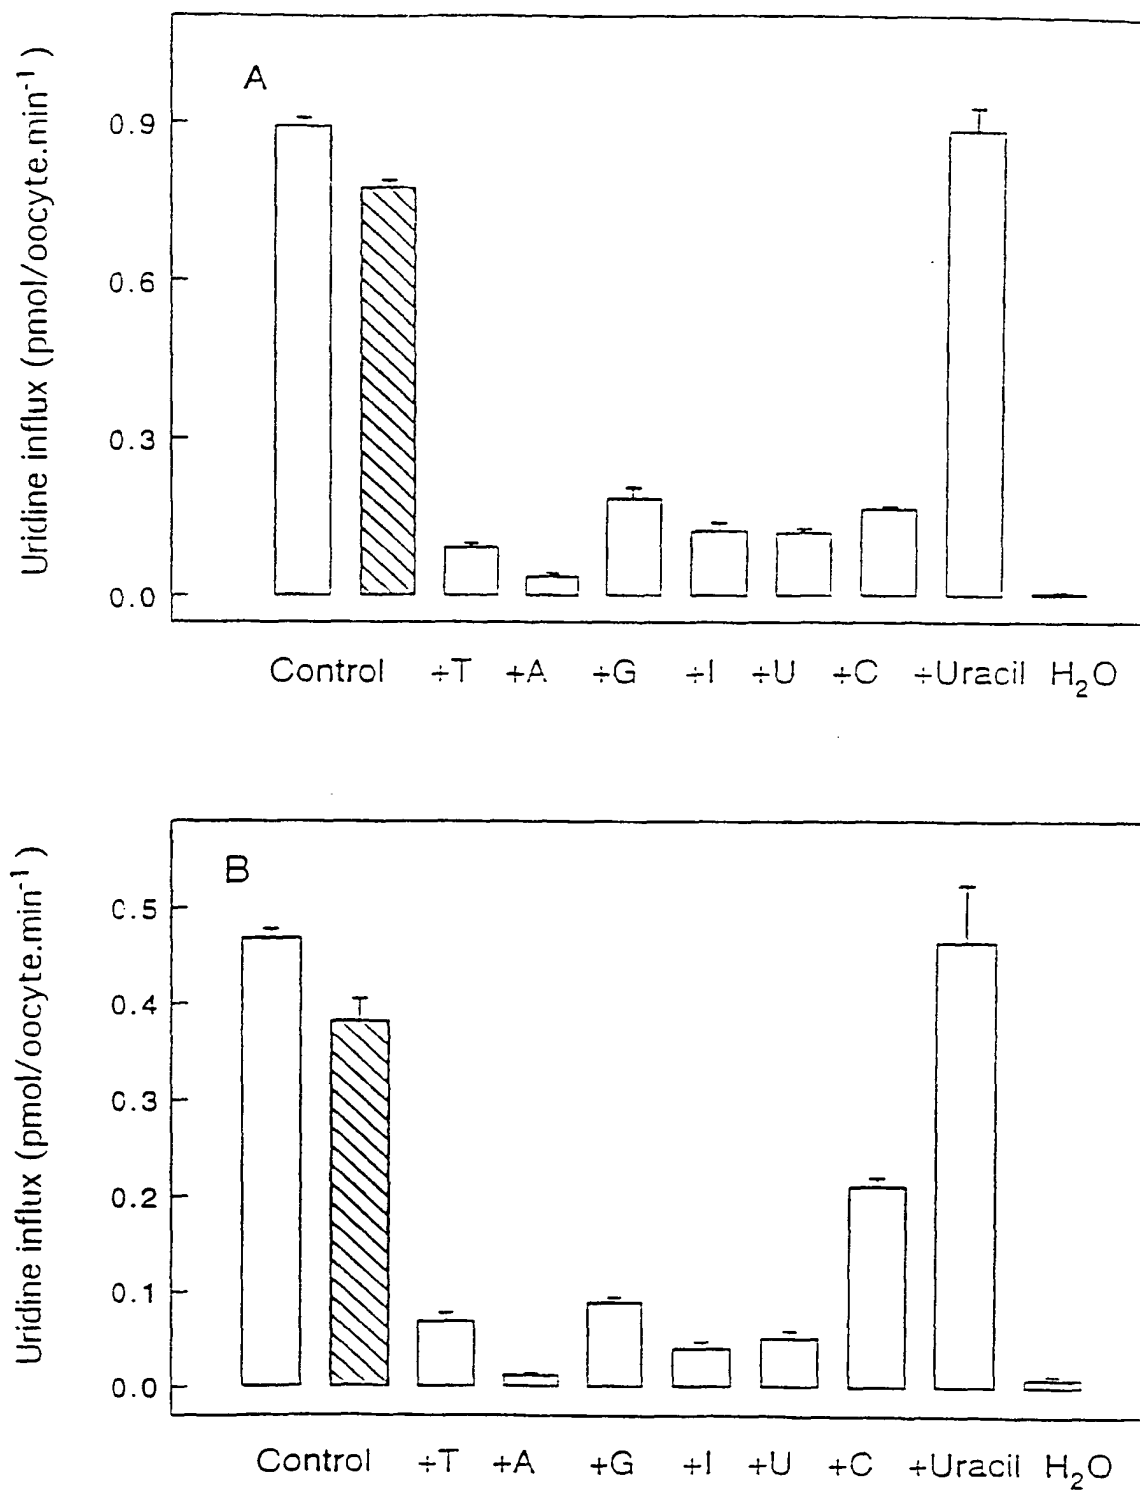 A
Uridine influx (pmol/oocyte.min⁻¹)
0.9
0.6
0.3
0.0
Control +T +A +G +I +U +C +Uracil H₂O
B
Uridine influx (pmol/oocyte.min⁻¹)
0.5
0.4
0.3
0.2
0.1
0.0
Control +T +A +G +I +U +C +Uracil H₂O